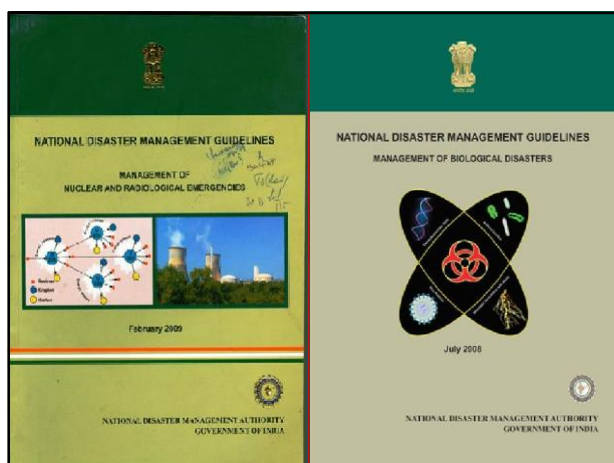 NATIONAL DISASTER MANAGEMENT GUIDELINES
MANAGEMENT OF
NUCLEAR AND RADIOLOGICAL EMERGENCIES
February 2009
NATIONAL DISASTER MANAGEMENT AUTHORITY
GOVERNMENT OF INDIA
NATIONAL DISASTER MANAGEMENT GUIDELINES
MANAGEMENT OF BIOLOGICAL DISASTERS
July 2008
NATIONAL DISASTER MANAGEMENT AUTHORITY
GOVERNMENT OF INDIA